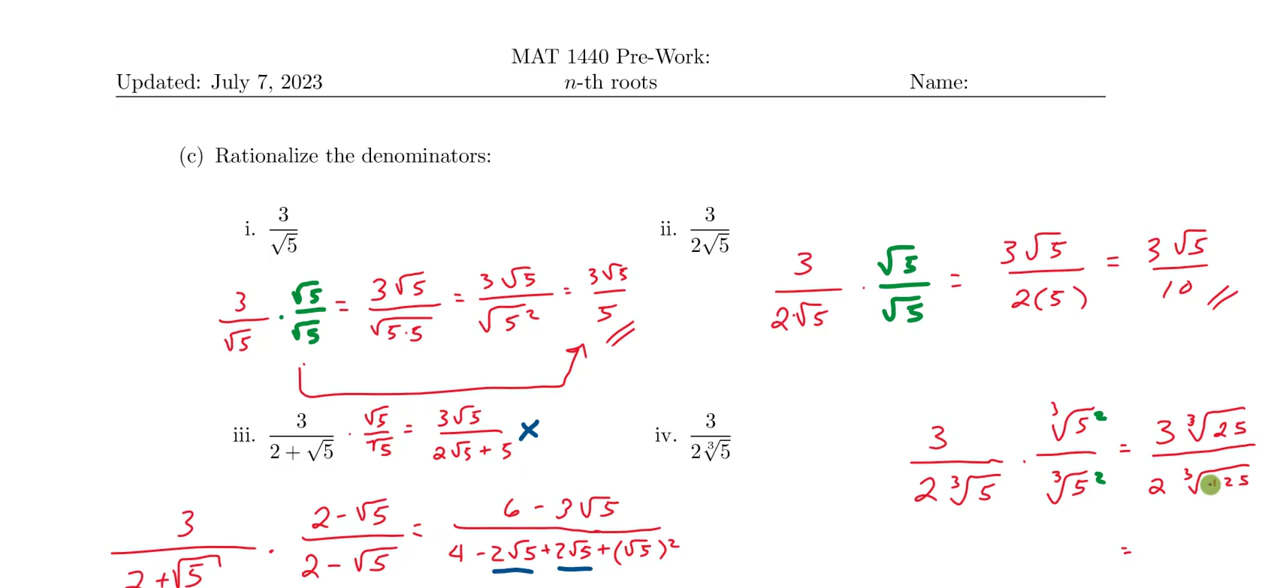 MAT 1440 Pre-Work:
Updated: July 7, 2023 n-th roots Name:
(c) Rationalize the denominators:
i. 3/√5
ii. 3/(2√5)
3/√5 · √5/√5 = 3√5/√(5·5) = 3√5/√(5²) = 3√5/5 //
3/(2·√5) · √5/√5 = 3√5/(2(5)) = 3√5/10 //
iii. 3/(2 + √5) · √5/√5 = 3√5/(2√5 + 5) ×
iv. 3/(2∛5)
3/(2∛5) · ∛5²/∛5² = 3∛25/(2∛125)
3/(2+√5) · (2-√5)/(2-√5) = (6 - 3√5)/(4 - 2√5 + 2√5 + (√5)²)
=